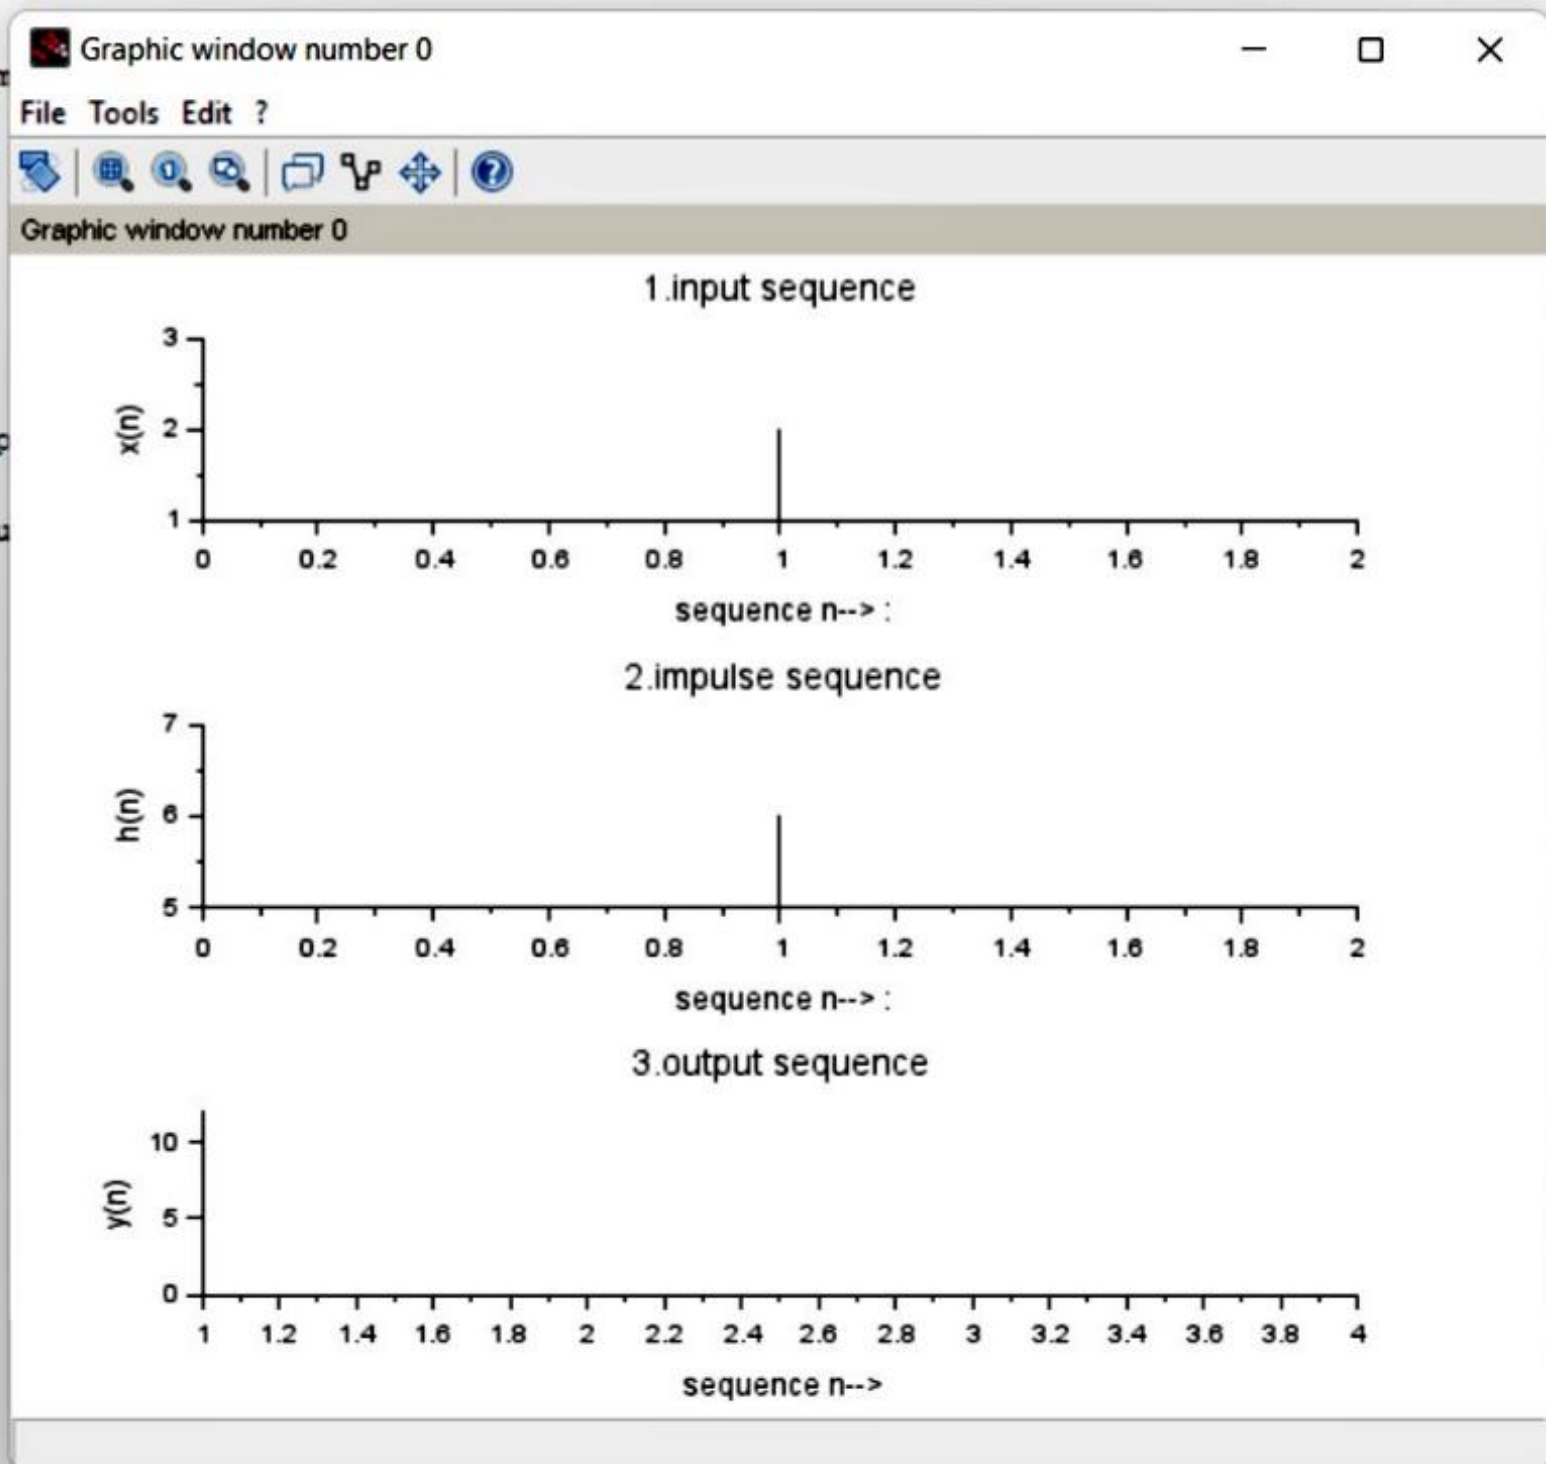 Graphic window number 0
File Tools Edit ?
Graphic window number 0
1.input sequence
3
2
1
x(n)
0 0.2 0.4 0.6 0.8 1 1.2 1.4 1.6 1.8 2
sequence n--> :
2.impulse sequence
7
6
5
h(n)
0 0.2 0.4 0.6 0.8 1 1.2 1.4 1.6 1.8 2
sequence n--> :
3.output sequence
10
5
0
y(n)
1 1.2 1.4 1.6 1.8 2 2.2 2.4 2.6 2.8 3 3.2 3.4 3.6 3.8 4
sequence n-->